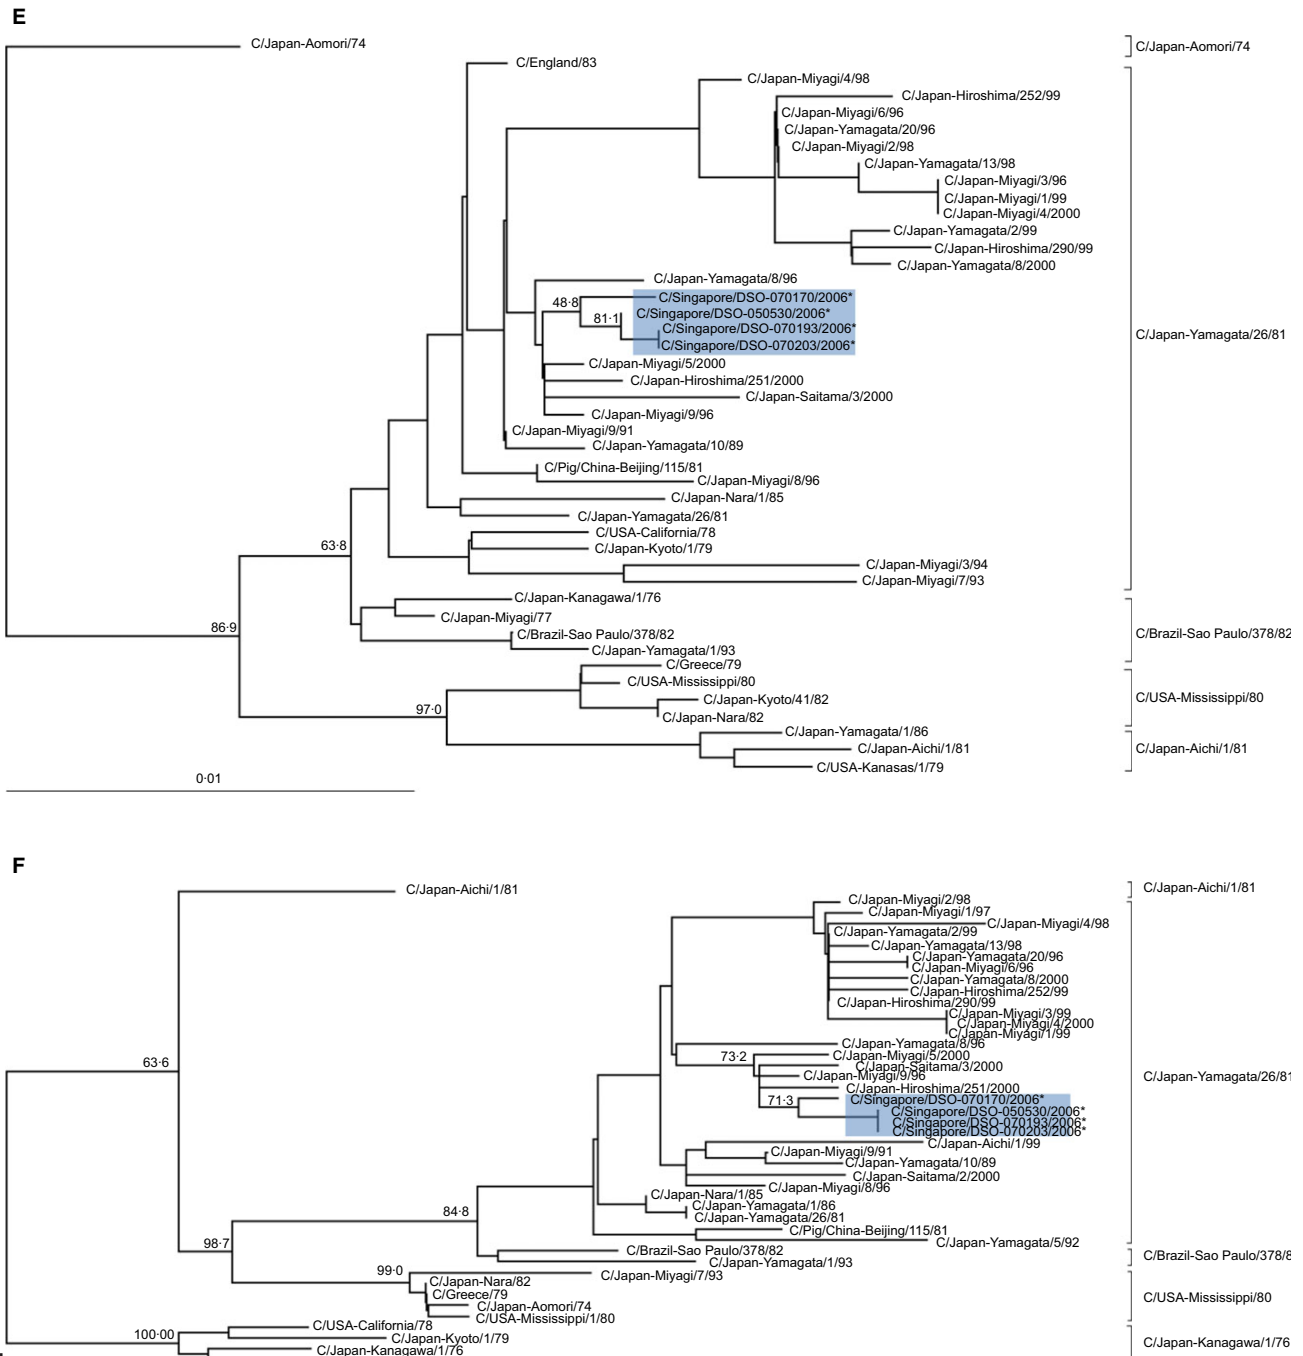 E
C/Japan-Aomori/74
C/Japan-Aomori/74
C/England/83
C/Japan-Miyagi/4/98
C/Japan-Hiroshima/252/99
C/Japan-Miyagi/6/96
C/Japan-Yamagata/20/96
C/Japan-Miyagi/2/98
C/Japan-Yamagata/13/98
C/Japan-Miyagi/3/96
C/Japan-Miyagi/1/99
C/Japan-Miyagi/4/2000
C/Japan-Yamagata/2/99
C/Japan-Hiroshima/290/99
C/Japan-Yamagata/8/2000
C/Japan-Yamagata/8/96
48·8
C/Singapore/DSO-070170/2006*
C/Singapore/DSO-050530/2006*
81·1
C/Singapore/DSO-070193/2006*
C/Singapore/DSO-070203/2006*
C/Japan-Yamagata/26/81
C/Japan-Miyagi/5/2000
C/Japan-Hiroshima/251/2000
C/Japan-Saitama/3/2000
C/Japan-Miyagi/9/96
C/Japan-Miyagi/9/91
C/Japan-Yamagata/10/89
C/Pig/China-Beijing/115/81
C/Japan-Miyagi/8/96
C/Japan-Nara/1/85
C/Japan-Yamagata/26/81
C/USA-California/78
63·8
C/Japan-Kyoto/1/79
C/Japan-Miyagi/3/94
C/Japan-Miyagi/7/93
C/Japan-Kanagawa/1/76
C/Japan-Miyagi/77
86·9
C/Brazil-Sao Paulo/378/82
C/Brazil-Sao Paulo/378/82
C/Japan-Yamagata/1/93
C/Greece/79
C/USA-Mississippi/80
C/USA-Mississippi/80
C/Japan-Kyoto/41/82
97·0
C/Japan-Nara/82
C/Japan-Yamagata/1/86
C/Japan-Aichi/1/81
C/Japan-Aichi/1/81
C/USA-Kanasas/1/79
0·01
F
C/Japan-Aichi/1/81
C/Japan-Aichi/1/81
C/Japan-Miyagi/2/98
C/Japan-Miyagi/1/97
C/Japan-Miyagi/4/98
C/Japan-Yamagata/2/99
C/Japan-Yamagata/13/98
C/Japan-Yamagata/20/96
C/Japan-Miyagi/6/96
C/Japan-Yamagata/8/2000
C/Japan-Hiroshima/252/99
C/Japan-Hiroshima/290/99
C/Japan-Miyagi/3/99
C/Japan-Miyagi/4/2000
C/Japan-Miyagi/1/99
C/Japan-Yamagata/8/96
73·2
C/Japan-Miyagi/5/2000
63·6
C/Japan-Saitama/3/2000
C/Japan-Miyagi/9/96
C/Japan-Yamagata/26/81
C/Japan-Hiroshima/251/2000
71·3
C/Singapore/DSO-070170/2006*
C/Singapore/DSO-050530/2006*
C/Singapore/DSO-070193/2006*
C/Singapore/DSO-070203/2006*
C/Japan-Aichi/1/99
C/Japan-Miyagi/9/91
C/Japan-Yamagata/10/89
C/Japan-Saitama/2/2000
C/Japan-Miyagi/8/96
C/Japan-Nara/1/85
C/Japan-Yamagata/1/86
84·8
C/Japan-Yamagata/26/81
C/Pig/China-Beijing/115/81
98·7
C/Japan-Yamagata/5/92
C/Brazil-Sao Paulo/378/82
C/Brazil-Sao Paulo/378/8
C/Japan-Yamagata/1/93
99·0
C/Japan-Miyagi/7/93
C/Japan-Nara/82
C/Greece/79
C/USA-Mississippi/80
C/Japan-Aomori/74
C/USA-Mississippi/1/80
C/USA-California/78
100·00
C/Japan-Kyoto/1/79
C/Japan-Kanagawa/1/76
C/Japan-Kanagawa/1/76